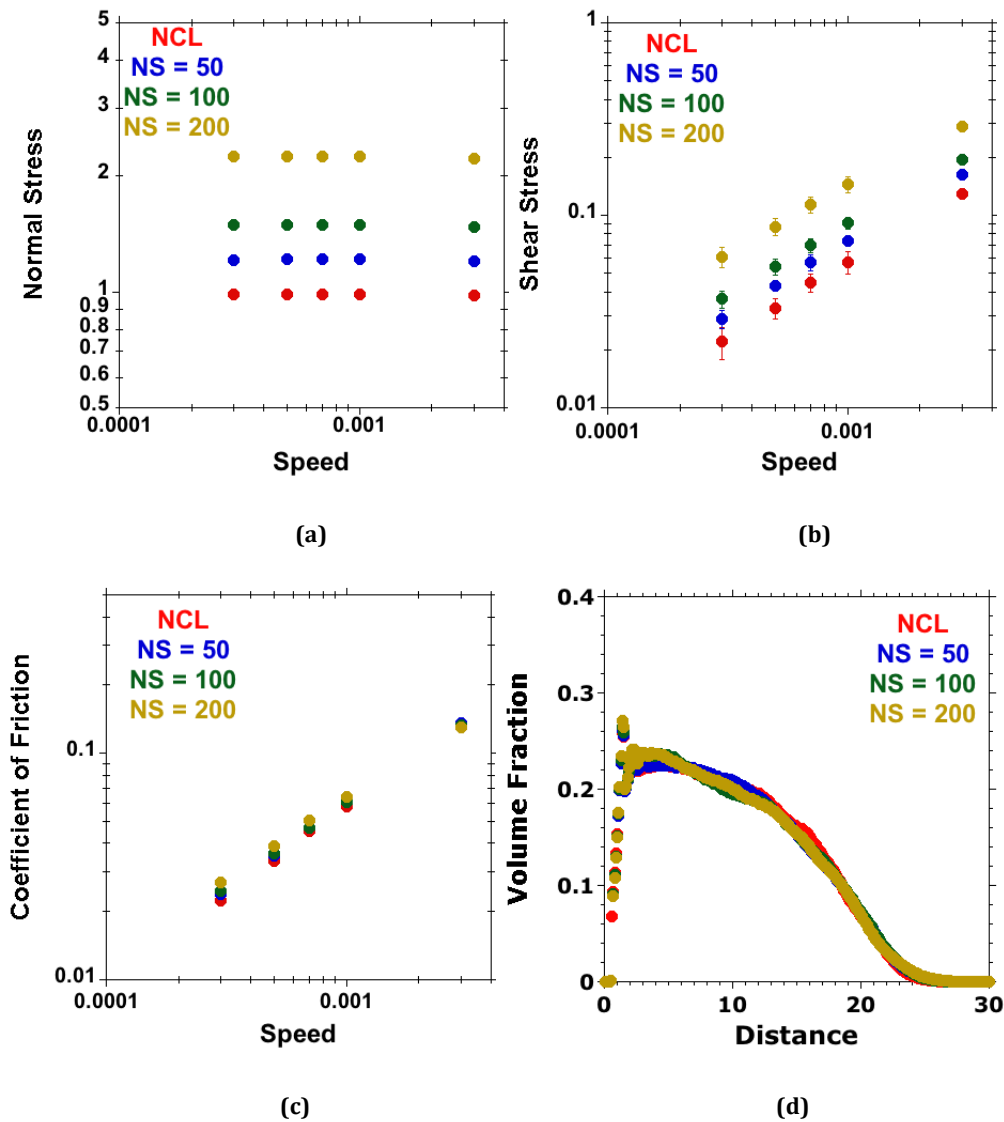 5
NCL
NS = 50
4
NS = 100
3
NS = 200
2
1
0.9
0.8
0.7
0.6
0.5
0.0001
0.001
Normal Stress
Speed
(a)
1
NCL
NS = 50
NS = 100
NS = 200
0.1
0.01
0.0001
0.001
Shear Stress
Speed
(b)
NCL
NS = 50
NS = 100
NS = 200
0.1
0.01
0.0001
0.001
Coefficient of Friction
Speed
(c)
0.4
NCL
NS = 50
0.3
NS = 100
NS = 200
0.2
0.1
0
0
10
20
30
Volume Fraction
Distance
(d)